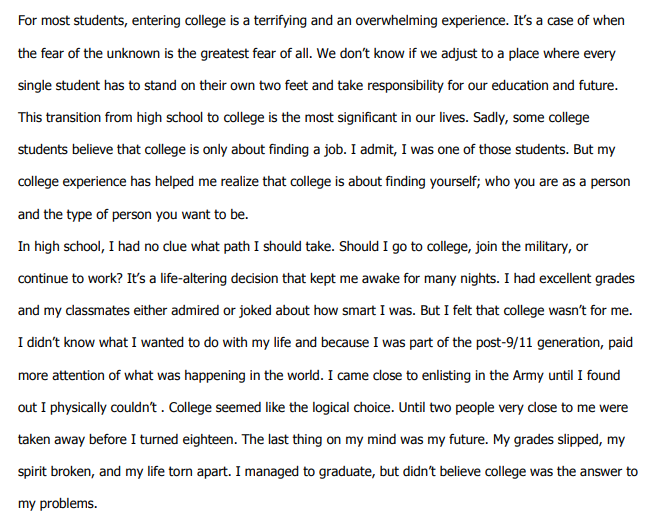 For most students, entering college is a terrifying and an overwhelming experience. It's a case of when
the fear of the unknown is the greatest fear of all. We don't know if we adjust to a place where every
single student has to stand on their own two feet and take responsibility for our education and future.
This transition from high school to college is the most significant in our lives. Sadly, some college
students believe that college is only about finding a job. I admit, I was one of those students. But my
college experience has helped me realize that college is about finding yourself; who you are as a person
and the type of person you want to be.
In high school, I had no clue what path I should take. Should I go to college, join the military, or
continue to work? It's a life-altering decision that kept me awake for many nights. I had excellent grades
and my classmates either admired or joked about how smart I was. But I felt that college wasn't for me.
I didn't know what I wanted to do with my life and because I was part of the post-9/11 generation, paid
more attention of what was happening in the world. I came close to enlisting in the Army until I found
out I physically couldn't . College seemed like the logical choice. Until two people very close to me were
taken away before I turned eighteen. The last thing on my mind was my future. My grades slipped, my
spirit broken, and my life torn apart. I managed to graduate, but didn't believe college was the answer to
my problems.